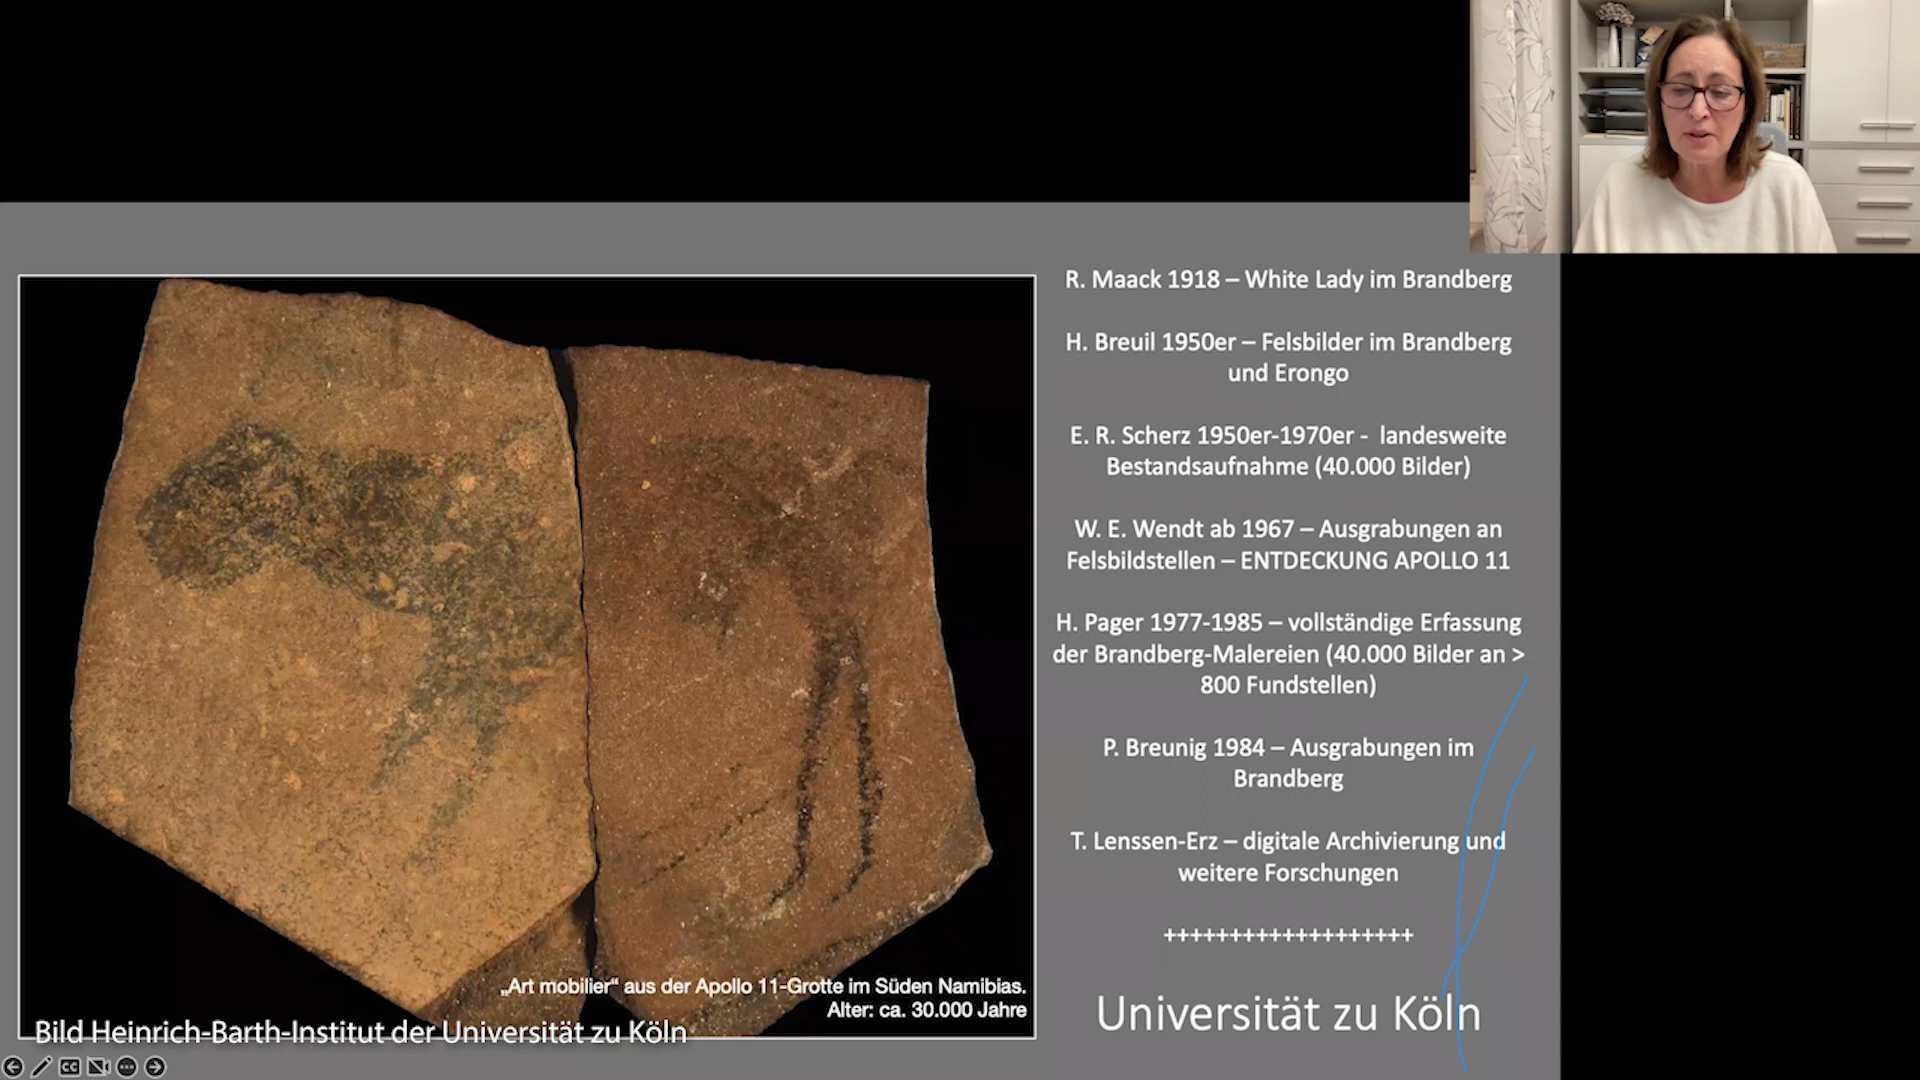 R. Maack 1918 – White Lady im Brandberg
H. Breuil 1950er – Felsbilder im Brandberg
und Erongo
E. R. Scherz 1950er-1970er - landesweite
Bestandsaufnahme (40.000 Bilder)
W. E. Wendt ab 1967 – Ausgrabungen an
Felsbildstellen – ENTDECKUNG APOLLO 11
H. Pager 1977-1985 – vollständige Erfassung
der Brandberg-Malereien (40.000 Bilder an >
800 Fundstellen)
P. Breunig 1984 – Ausgrabungen im
Brandberg
T. Lenssen-Erz – digitale Archivierung und
weitere Forschungen
+++++++++++++++++++
Universität zu Köln
„Art mobilier“ aus der Apollo 11-Grotte im Süden Namibias.
Alter: ca. 30.000 Jahre
Bild Heinrich-Barth-Institut der Universität zu Köln
CC